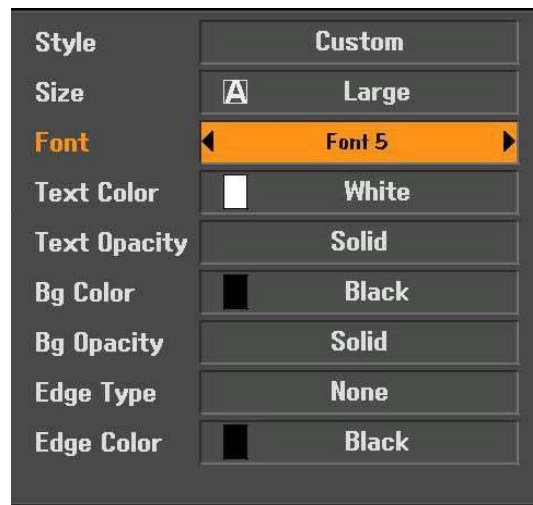 Style Custom
Size A Large
Font Font 5
Text Color White
Text Opacity Solid
Bg Color Black
Bg Opacity Solid
Edge Type None
Edge Color Black